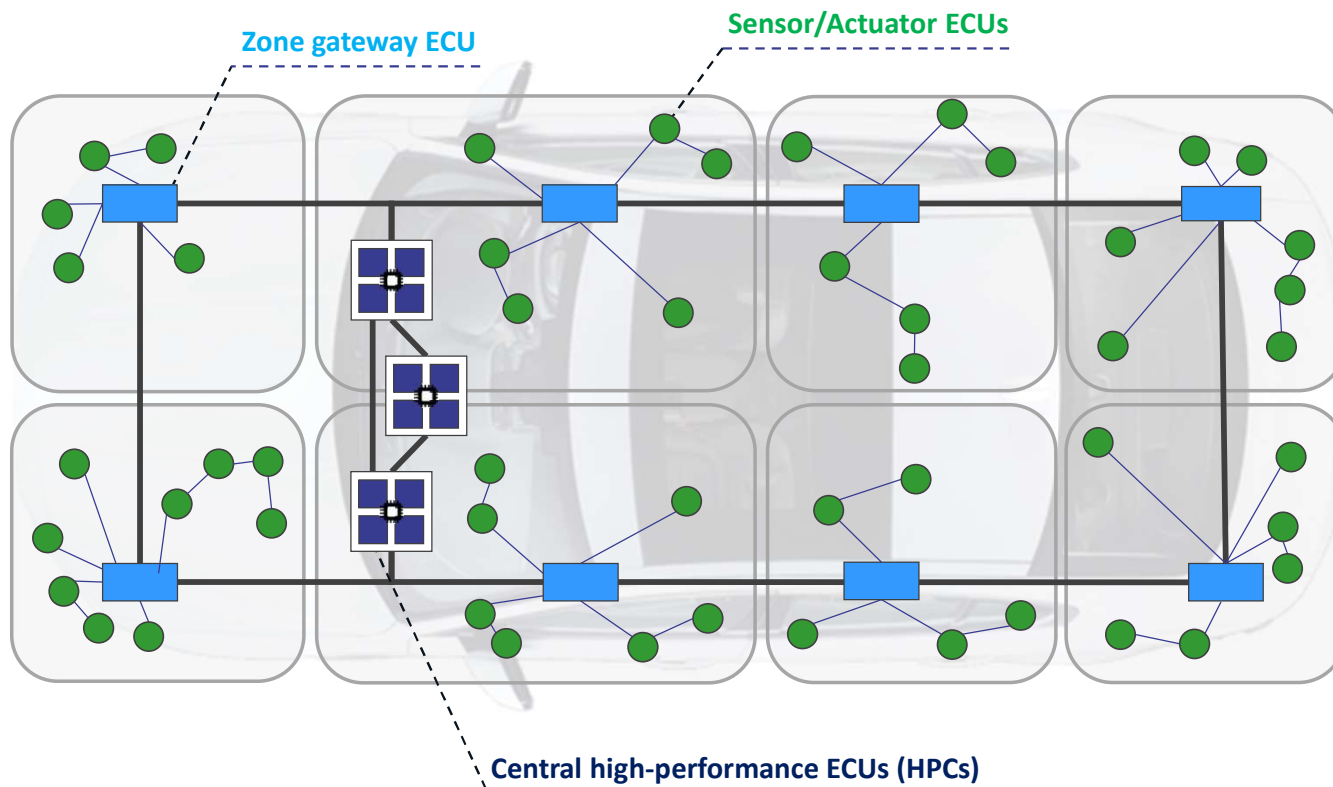 Zone gateway ECU
Sensor/Actuator ECUs
Central high-performance ECUs (HPCs)